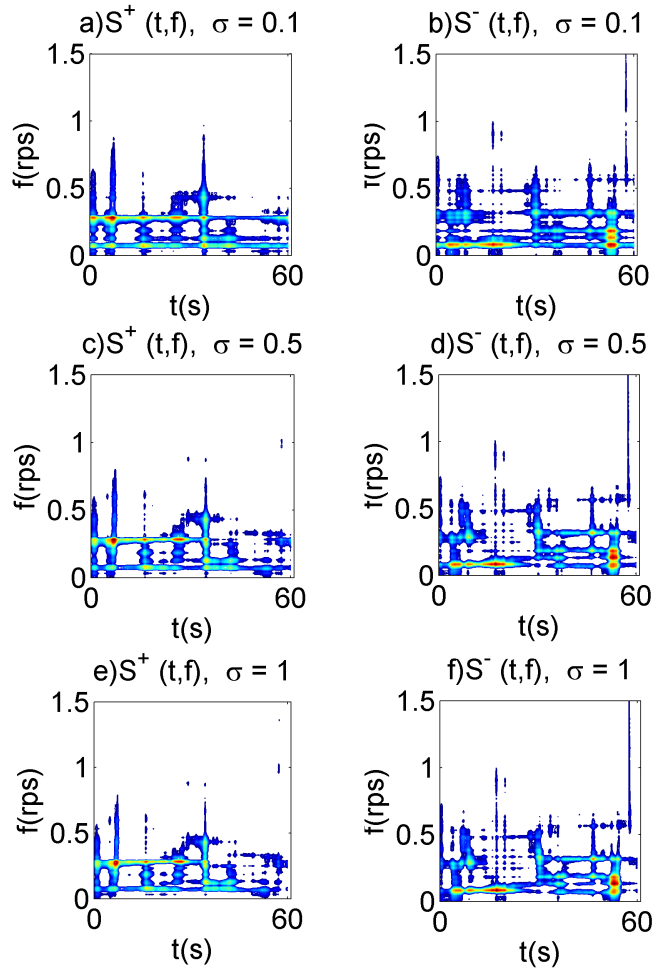 a)S⁺ (t,f), σ = 0.1
b)S⁻ (t,f), σ = 0.1
f(rps)
1.5
1
0.5
0
0
60
t(s)
f(rps)
1.5
1
0.5
0
0
60
t(s)
c)S⁺ (t,f), σ = 0.5
d)S⁻ (t,f), σ = 0.5
f(rps)
1.5
1
0.5
0
0
60
t(s)
f(rps)
1.5
1
0.5
0
0
60
t(s)
e)S⁺ (t,f), σ = 1
f)S⁻ (t,f), σ = 1
f(rps)
1.5
1
0.5
0
0
60
t(s)
f(rps)
1.5
1
0.5
0
0
60
t(s)